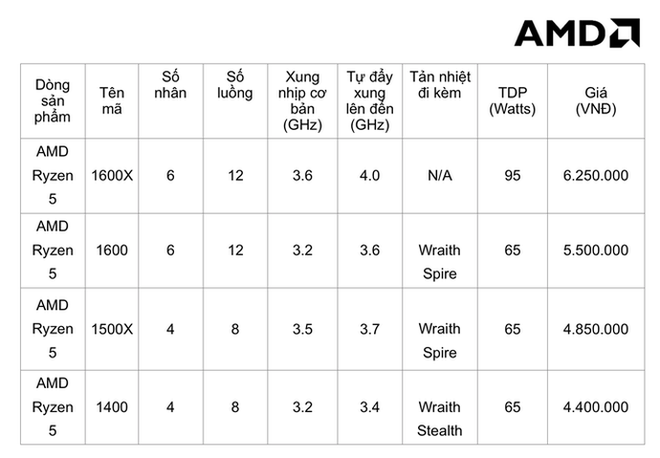 AMD
Dòng
sản
phẩm
Tên
mã
Số
nhân
Số
luồng
Xung
nhịp cơ
bản
(GHz)
Tự đẩy
xung
lên đến
(GHz)
Tản nhiệt
đi kèm
TDP
(Watts)
Giá
(VNĐ)
AMD
Ryzen
5
1600X
6
12
3.6
4.0
N/A
95
6.250.000
AMD
Ryzen
5
1600
6
12
3.2
3.6
Wraith
Spire
65
5.500.000
AMD
Ryzen
5
1500X
4
8
3.5
3.7
Wraith
Spire
65
4.850.000
AMD
Ryzen
5
1400
4
8
3.2
3.4
Wraith
Stealth
65
4.400.000